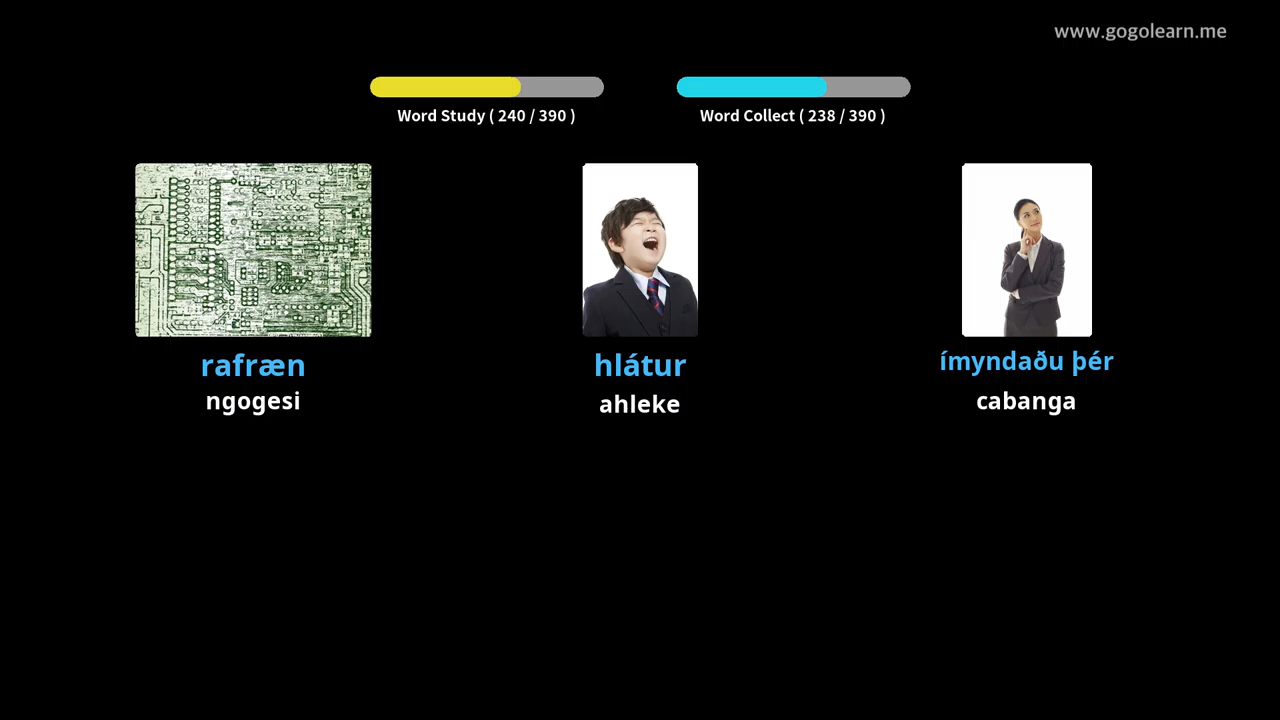 www.gogolearn.me
Word Study ( 240 / 390 )
Word Collect ( 238 / 390 )
rafræn
ngogesi
hlátur
ahleke
ímyndaðu þér
cabanga